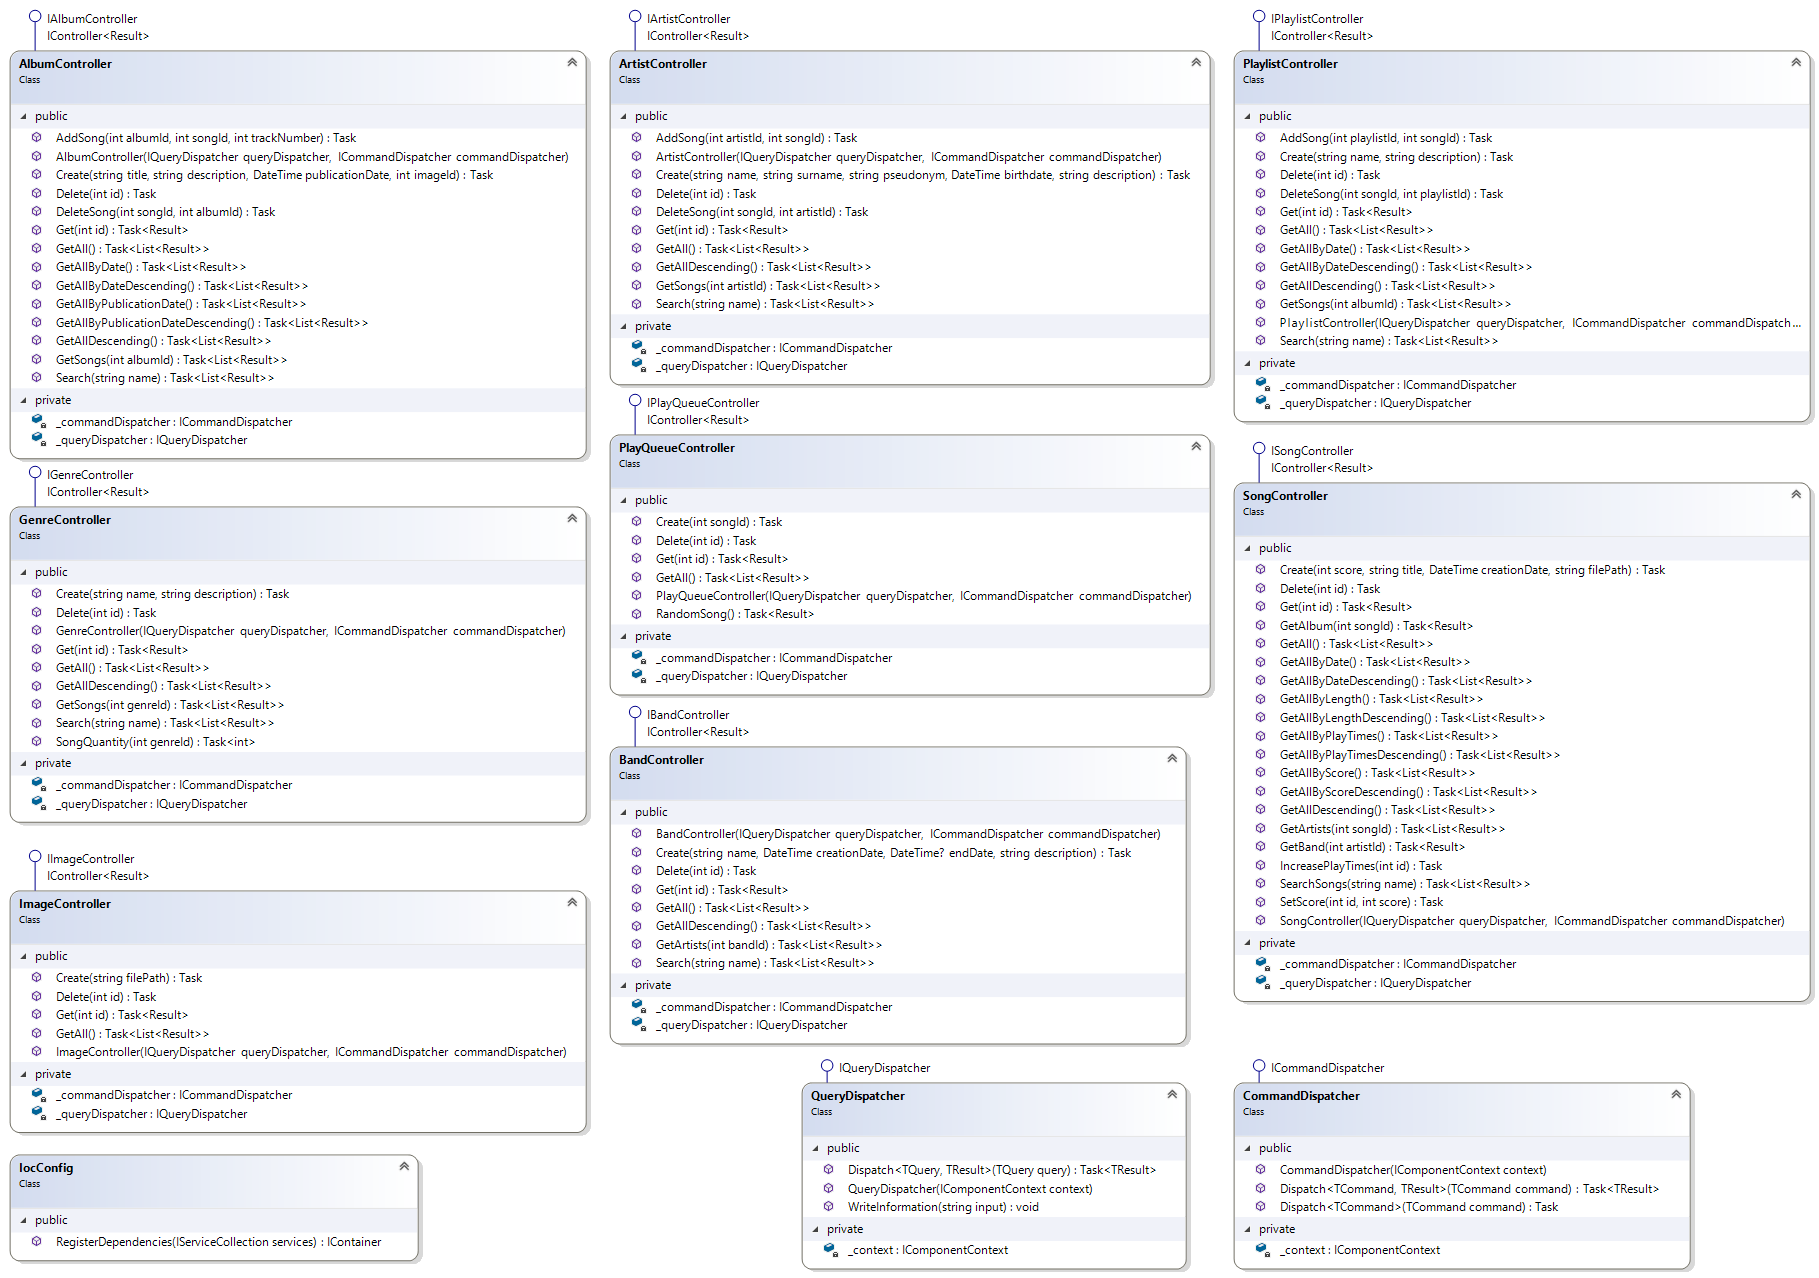 IAlbumController
IController<Result>
AlbumController
Class
public
AddSong(int albumId, int songId, int trackNumber) : Task
AlbumController(IQueryDispatcher queryDispatcher, ICommandDispatcher commandDispatcher)
Create(string title, string description, DateTime publicationDate, int imageId) : Task
Delete(int id) : Task
DeleteSong(int songId, int albumId) : Task
Get(int id) : Task<Result>
GetAll() : Task<List<Result>>
GetAllByDate() : Task<List<Result>>
GetAllByDateDescending() : Task<List<Result>>
GetAllByPublicationDate() : Task<List<Result>>
GetAllByPublicationDateDescending() : Task<List<Result>>
GetAllDescending() : Task<List<Result>>
GetSongs(int albumId) : Task<List<Result>>
Search(string name) : Task<List<Result>>
private
_commandDispatcher : ICommandDispatcher
_queryDispatcher : IQueryDispatcher
IGenreController
IController<Result>
GenreController
Class
public
Create(string name, string description) : Task
Delete(int id) : Task
GenreController(IQueryDispatcher queryDispatcher, ICommandDispatcher commandDispatcher)
Get(int id) : Task<Result>
GetAll() : Task<List<Result>>
GetAllDescending() : Task<List<Result>>
GetSongs(int genreId) : Task<List<Result>>
Search(string name) : Task<List<Result>>
SongQuantity(int genreId) : Task<int>
private
_commandDispatcher : ICommandDispatcher
_queryDispatcher : IQueryDispatcher
IImageController
IController<Result>
ImageController
Class
public
Create(string filePath) : Task
Delete(int id) : Task
Get(int id) : Task<Result>
GetAll() : Task<List<Result>>
ImageController(IQueryDispatcher queryDispatcher, ICommandDispatcher commandDispatcher)
private
_commandDispatcher : ICommandDispatcher
_queryDispatcher : IQueryDispatcher
IocConfig
Class
public
RegisterDependencies(IServiceCollection services) : IContainer
IArtistController
IController<Result>
ArtistController
Class
public
AddSong(int artistId, int songId) : Task
ArtistController(IQueryDispatcher queryDispatcher, ICommandDispatcher commandDispatcher)
Create(string name, string surname, string pseudonym, DateTime birthdate, string description) : Task
Delete(int id) : Task
DeleteSong(int songId, int artistId) : Task
Get(int id) : Task<Result>
GetAll() : Task<List<Result>>
GetAllDescending() : Task<List<Result>>
GetSongs(int artistId) : Task<List<Result>>
Search(string name) : Task<List<Result>>
private
_commandDispatcher : ICommandDispatcher
_queryDispatcher : IQueryDispatcher
IPlayQueueController
IController<Result>
PlayQueueController
Class
public
Create(int songId) : Task
Delete(int id) : Task
Get(int id) : Task<Result>
GetAll() : Task<List<Result>>
PlayQueueController(IQueryDispatcher queryDispatcher, ICommandDispatcher commandDispatcher)
RandomSong() : Task<Result>
private
_commandDispatcher : ICommandDispatcher
_queryDispatcher : IQueryDispatcher
IBandController
IController<Result>
BandController
Class
public
BandController(IQueryDispatcher queryDispatcher, ICommandDispatcher commandDispatcher)
Create(string name, DateTime creationDate, DateTime? endDate, string description) : Task
Delete(int id) : Task
Get(int id) : Task<Result>
GetAll() : Task<List<Result>>
GetAllDescending() : Task<List<Result>>
GetArtists(int bandId) : Task<List<Result>>
Search(string name) : Task<List<Result>>
private
_commandDispatcher : ICommandDispatcher
_queryDispatcher : IQueryDispatcher
IQueryDispatcher
QueryDispatcher
Class
public
Dispatch<TQuery, TResult>(TQuery query) : Task<TResult>
QueryDispatcher(IComponentContext context)
WriteInformation(string input) : void
private
_context : IComponentContext
IPlaylistController
IController<Result>
PlaylistController
Class
public
AddSong(int playlistId, int songId) : Task
Create(string name, string description) : Task
Delete(int id) : Task
DeleteSong(int songId, int playlistId) : Task
Get(int id) : Task<Result>
GetAll() : Task<List<Result>>
GetAllByDate() : Task<List<Result>>
GetAllByDateDescending() : Task<List<Result>>
GetAllDescending() : Task<List<Result>>
GetSongs(int albumId) : Task<List<Result>>
PlaylistController(IQueryDispatcher queryDispatcher, ICommandDispatcher commandDispatch...
Search(string name) : Task<List<Result>>
private
_commandDispatcher : ICommandDispatcher
_queryDispatcher : IQueryDispatcher
ISongController
IController<Result>
SongController
Class
public
Create(int score, string title, DateTime creationDate, string filePath) : Task
Delete(int id) : Task
Get(int id) : Task<Result>
GetAlbum(int songId) : Task<Result>
GetAll() : Task<List<Result>>
GetAllByDate() : Task<List<Result>>
GetAllByDateDescending() : Task<List<Result>>
GetAllByLength() : Task<List<Result>>
GetAllByLengthDescending() : Task<List<Result>>
GetAllByPlayTimes() : Task<List<Result>>
GetAllByPlayTimesDescending() : Task<List<Result>>
GetAllByScore() : Task<List<Result>>
GetAllByScoreDescending() : Task<List<Result>>
GetAllDescending() : Task<List<Result>>
GetArtists(int songId) : Task<List<Result>>
GetBand(int artistId) : Task<Result>
IncreasePlayTimes(int id) : Task
SearchSongs(string name) : Task<List<Result>>
SetScore(int id, int score) : Task
SongController(IQueryDispatcher queryDispatcher, ICommandDispatcher commandDispatcher)
private
_commandDispatcher : ICommandDispatcher
_queryDispatcher : IQueryDispatcher
ICommandDispatcher
CommandDispatcher
Class
public
CommandDispatcher(IComponentContext context)
Dispatch<TCommand, TResult>(TCommand command) : Task<TResult>
Dispatch<TCommand>(TCommand command) : Task
private
_context : IComponentContext